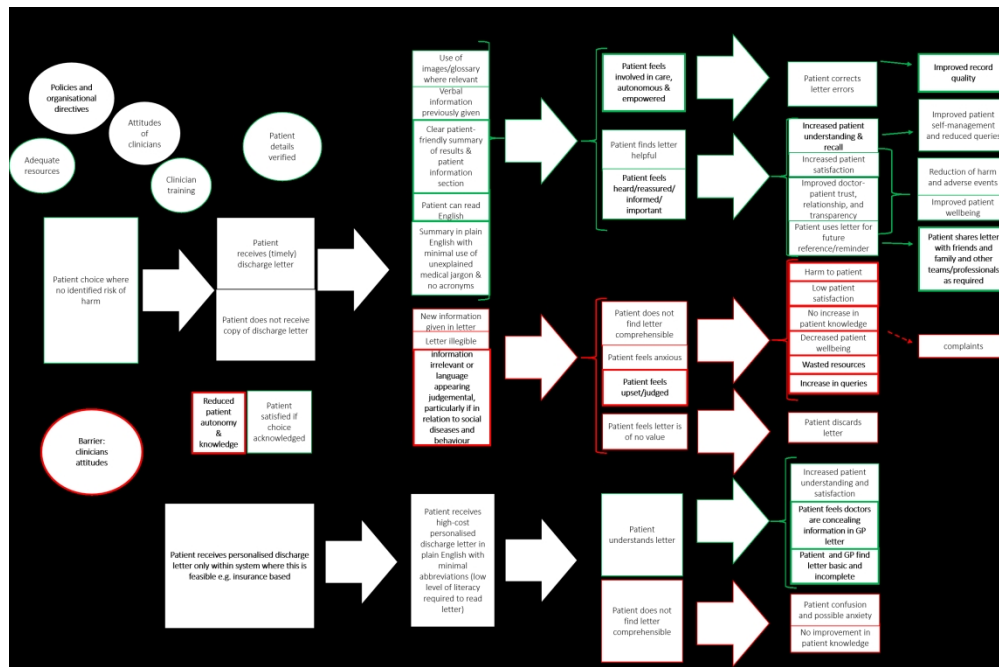 Policies and
organisational
directives
Attitudes
of
clinicians
Adequate
resources
Clinician
training
Patient
details
verified
Patient choice where
no identified risk of
harm
Patient
receives (timely)
discharge letter
Patient does not receive
copy of discharge letter
Reduced
patient
autonomy
& knowledge
Patient
satisfied if
choice
acknowledged
Barrier:
clinicians
attitudes
Use of
images/glossary
where relevant
Verbal
information
previously given
Clear patient-
friendly summary
of results &
patient
information
section
Patient can read
English
Summary in plain
English with
minimal use of
unexplained
medical jargon &
no acronyms
New information
given in letter
Letter illegible
information
irrelevant or
language
appearing
judgemental,
particularly if in
relation to social
diseases and
behaviour
Patient feels
involved in care,
autonomous &
empowered
Patient finds letter
helpful
Patient feels
heard/reassured/
informed/
important
Patient does not
find letter
comprehensible
Patient feels anxious
Patient feels
upset/judged
Patient feels letter is
of no value
Patient corrects
letter errors
Increased patient
understanding &
recall
Increased patient
satisfaction
Improved doctor-
patient trust,
relationship, and
transparency
Patient uses letter for
future
reference/reminder
Harm to patient
Low patient
satisfaction
No increase in
patient knowledge
Decreased patient
wellbeing
Wasted resources
Increase in queries
Patient discards
letter
Improved record
quality
Improved patient
self-management
and reduced queries
Reduction of harm
and adverse events
Improved patient
wellbeing
Patient shares letter
with friends and
family and other
teams/professionals
as required
complaints
Patient receives personalised discharge
letter only within system where this is
feasible e.g. insurance based
Patient receives
high-cost
personalised
discharge letter in
plain English with
minimal
abbreviations (low
level of literacy
required to read
letter)
Patient
understands letter
Patient does not
find letter
comprehensible
Increased patient
understanding and
satisfaction
Patient feels doctors
are concealing
information in GP
letter
Patient and GP find
letter basic and
incomplete
Patient confusion
and possible anxiety
No improvement in
patient knowledge